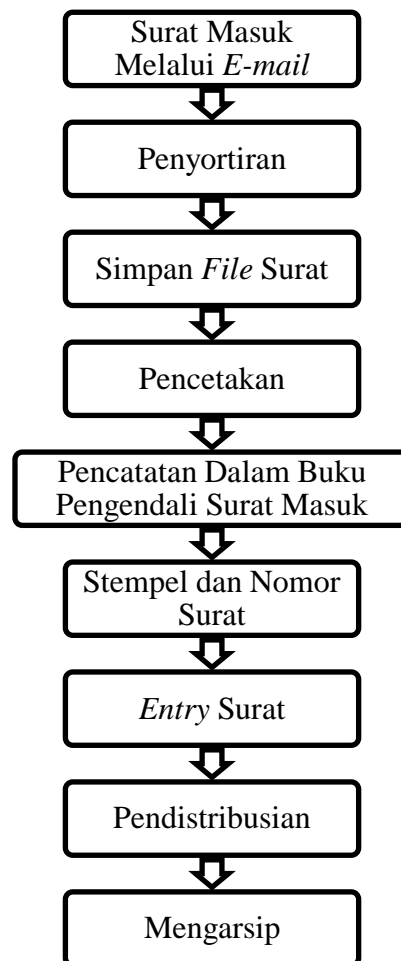 Surat Masuk
Melalui E-mail
Penyortiran
Simpan File Surat
Pencetakan
Pencatatan Dalam Buku
Pengendali Surat Masuk
Stempel dan Nomor
Surat
Entry Surat
Pendistribusian
Mengarsip